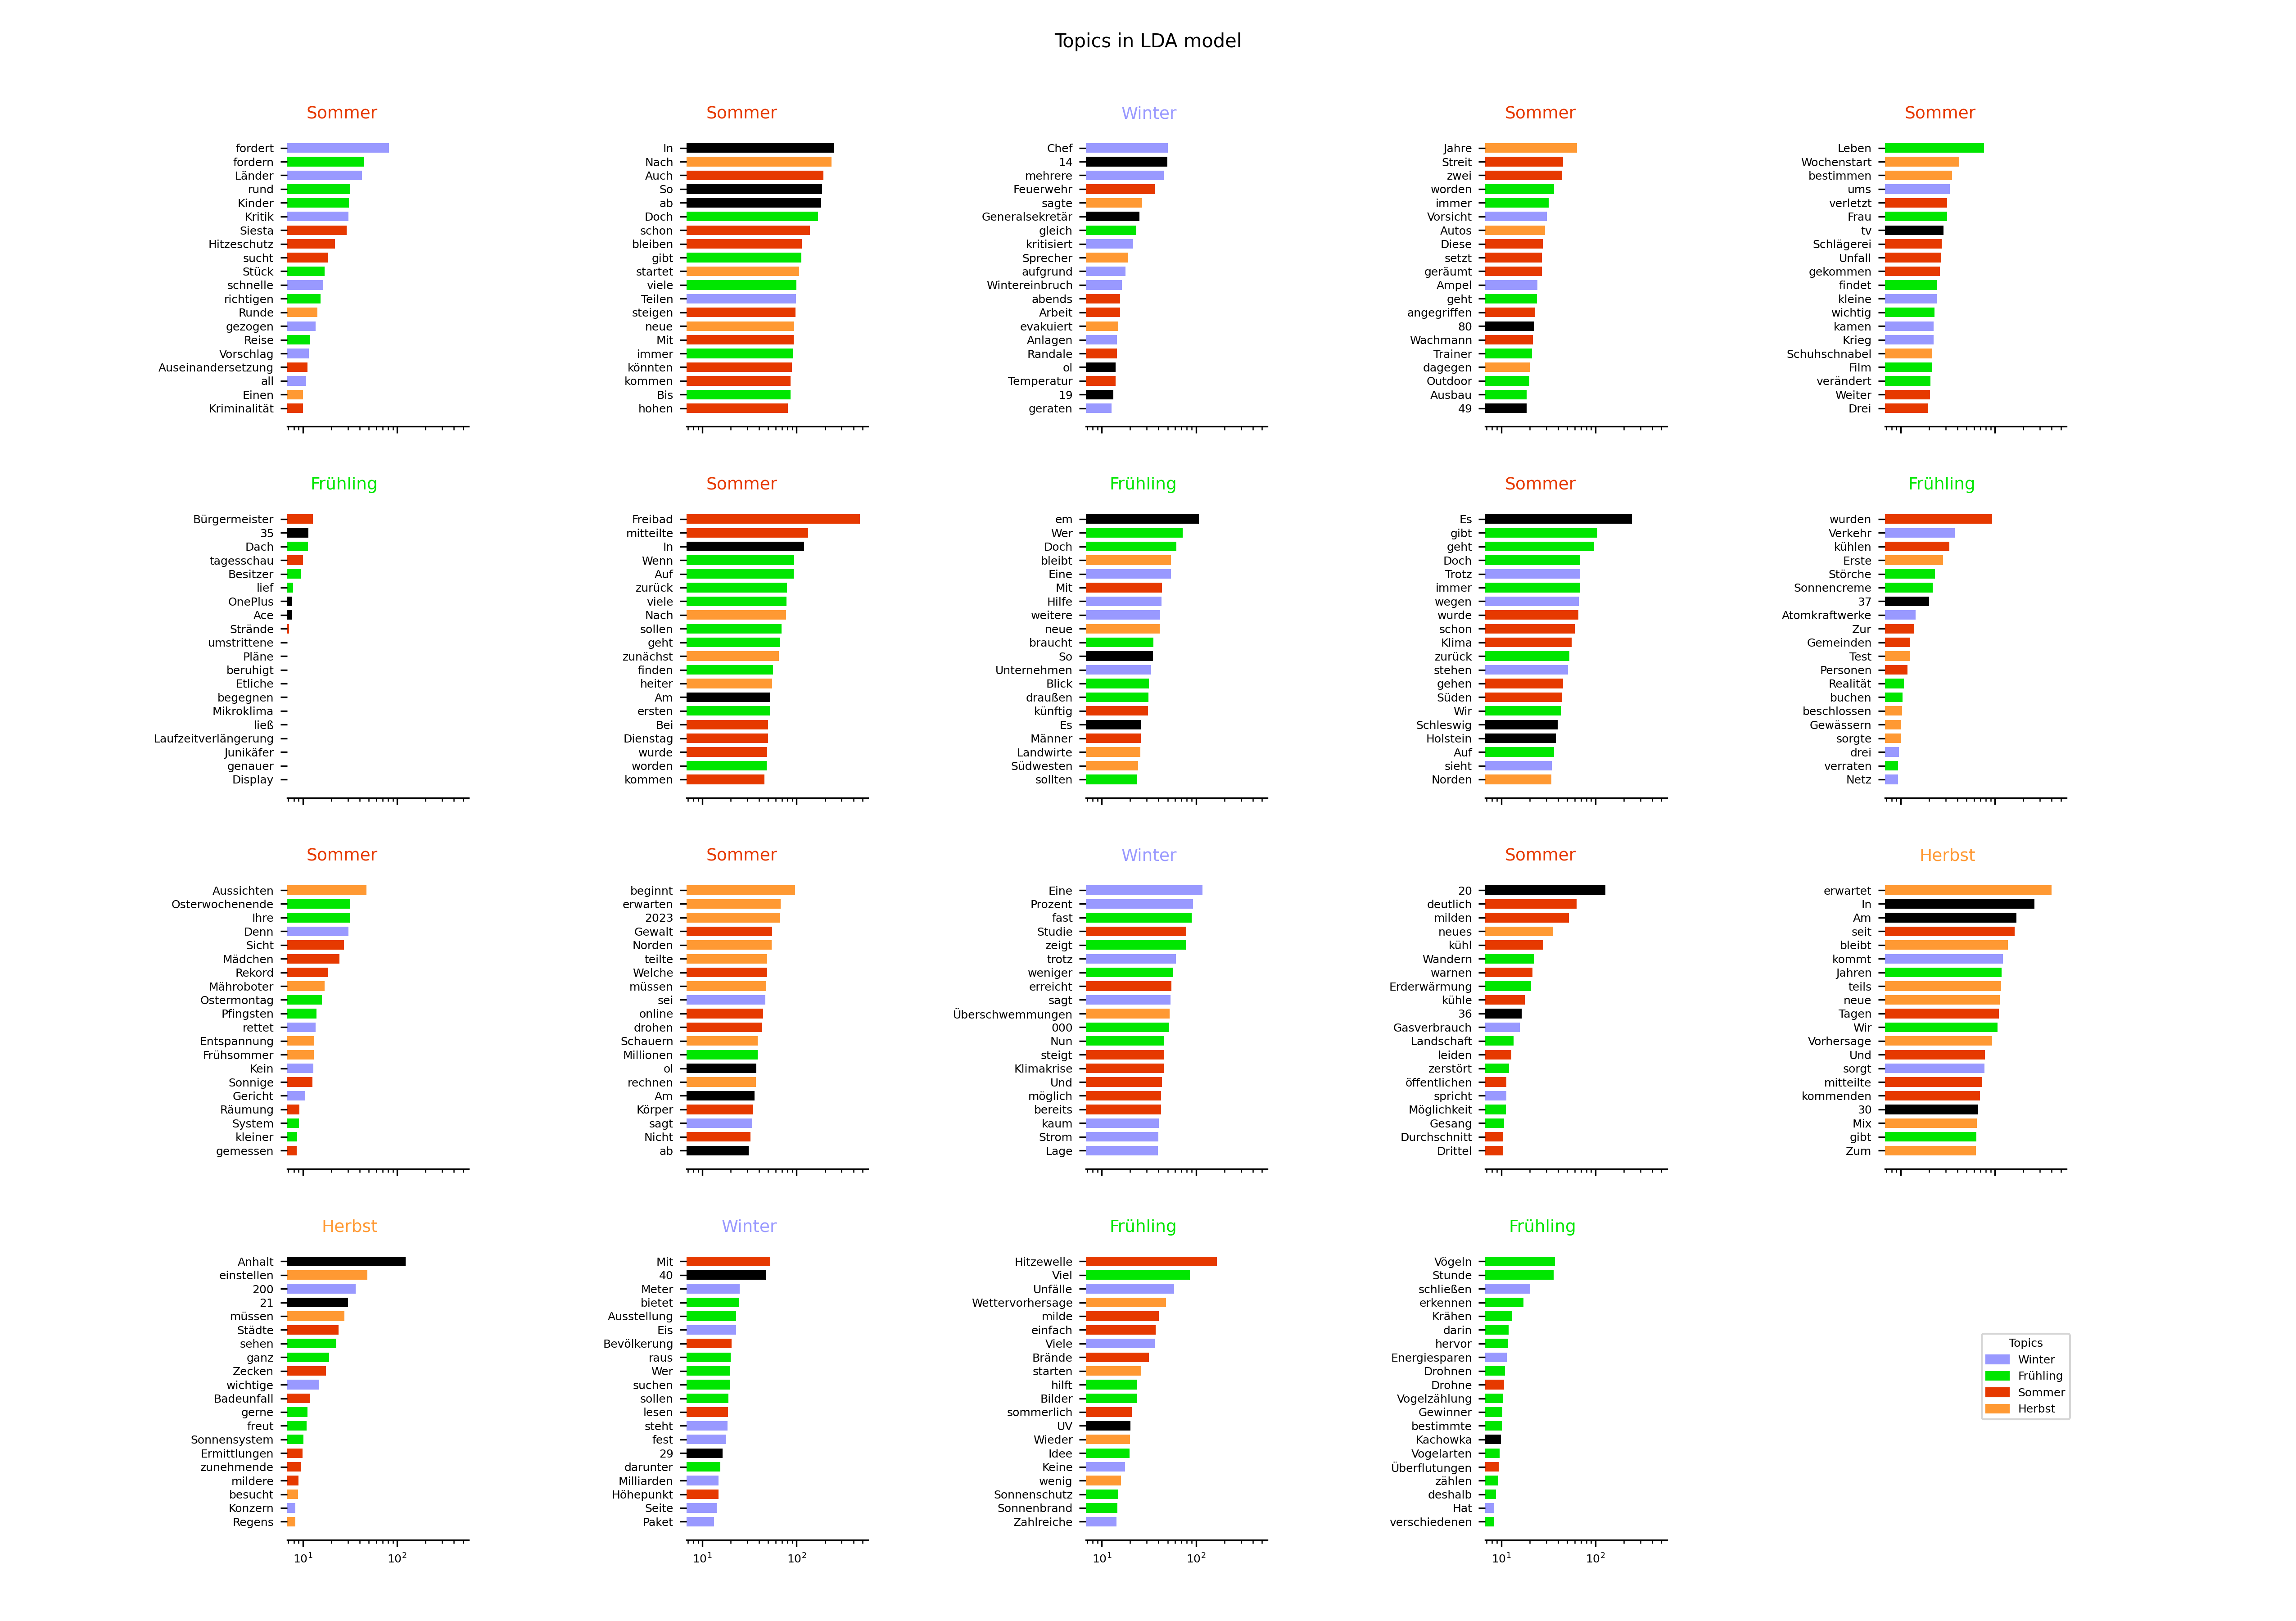 Topics in LDA model
Sommer
fordert
fordern
Länder
rund
Kinder
Kritik
Siesta
Hitzeschutz
sucht
Stück
schnelle
richtigen
Runde
gezogen
Reise
Vorschlag
Auseinandersetzung
all
Einen
Kriminalität
Sommer
In
Nach
Auch
So
ab
Doch
schon
bleiben
gibt
startet
viele
Teilen
steigen
neue
Mit
immer
könnten
kommen
Bis
hohen
Winter
Chef
14
mehrere
Feuerwehr
sagte
Generalsekretär
gleich
kritisiert
Sprecher
aufgrund
Wintereinbruch
abends
Arbeit
evakuiert
Anlagen
Randale
ol
Temperatur
19
geraten
Sommer
Jahre
Streit
zwei
worden
immer
Vorsicht
Autos
Diese
setzt
geräumt
Ampel
geht
angegriffen
80
Wachmann
Trainer
dagegen
Outdoor
Ausbau
49
Sommer
Leben
Wochenstart
bestimmen
ums
verletzt
Frau
tv
Schlägerei
Unfall
gekommen
findet
kleine
wichtig
kamen
Krieg
Schuhschnabel
Film
verändert
Weiter
Drei
Frühling
Bürgermeister
35
Dach
tagesschau
Besitzer
lief
OnePlus
Ace
Strände
umstrittene
Pläne
beruhigt
Etliche
begegnen
Mikroklima
ließ
Laufzeitverlängerung
Junikäfer
genauer
Display
Sommer
Freibad
mitteilte
In
Wenn
Auf
zurück
viele
Nach
sollen
geht
zunächst
finden
heiter
Am
ersten
Bei
Dienstag
wurde
worden
kommen
Frühling
em
Wer
Doch
bleibt
Eine
Mit
Hilfe
weitere
neue
braucht
So
Unternehmen
Blick
draußen
künftig
Es
Männer
Landwirte
Südwesten
sollten
Sommer
Es
gibt
geht
Doch
Trotz
immer
wegen
wurde
schon
Klima
zurück
stehen
gehen
Süden
Wir
Schleswig
Holstein
Auf
sieht
Norden
Frühling
wurden
Verkehr
kühlen
Erste
Störche
Sonnencreme
37
Atomkraftwerke
Zur
Gemeinden
Test
Personen
Realität
buchen
beschlossen
Gewässern
sorgte
drei
verraten
Netz
Sommer
Aussichten
Osterwochenende
Ihre
Denn
Sicht
Mädchen
Rekord
Mähroboter
Ostermontag
Pfingsten
rettet
Entspannung
Frühsommer
Kein
Sonnige
Gericht
Räumung
System
kleiner
gemessen
Sommer
beginnt
erwarten
2023
Gewalt
Norden
teilte
Welche
müssen
sei
online
drohen
Schauern
Millionen
ol
rechnen
Am
Körper
sagt
Nicht
ab
Winter
Eine
Prozent
fast
Studie
zeigt
trotz
weniger
erreicht
sagt
Überschwemmungen
000
Nun
steigt
Klimakrise
Und
möglich
bereits
kaum
Strom
Lage
Sommer
20
deutlich
milden
neues
kühl
Wandern
warnen
Erderwärmung
kühle
36
Gasverbrauch
Landschaft
leiden
zerstört
öffentlichen
spricht
Möglichkeit
Gesang
Durchschnitt
Drittel
Herbst
erwartet
In
Am
seit
bleibt
kommt
Jahren
teils
neue
Tagen
Wir
Vorhersage
Und
sorgt
mitteilte
kommenden
30
Mix
gibt
Zum
Herbst
Anhalt
einstellen
200
21
müssen
Städte
sehen
ganz
Zecken
wichtige
Badeunfall
gerne
freut
Sonnensystem
Ermittlungen
zunehmende
mildere
besucht
Konzern
Regens
10¹ 10²
Winter
Mit
40
Meter
bietet
Ausstellung
Eis
Bevölkerung
raus
Wer
suchen
sollen
lesen
steht
fest
29
darunter
Milliarden
Höhepunkt
Seite
Paket
10¹ 10²
Frühling
Hitzewelle
Viel
Unfälle
Wettervorhersage
milde
einfach
Viele
Brände
starten
hilft
Bilder
sommerlich
UV
Wieder
Idee
Keine
wenig
Sonnenschutz
Sonnenbrand
Zahlreiche
10¹ 10²
Frühling
Vögeln
Stunde
schließen
erkennen
Krähen
darin
hervor
Energiesparen
Drohnen
Drohne
Vogelzählung
Gewinner
bestimmte
Kachowka
Vogelarten
Überflutungen
zählen
deshalb
Hat
verschiedenen
10¹ 10²
Topics
Winter
Frühling
Sommer
Herbst